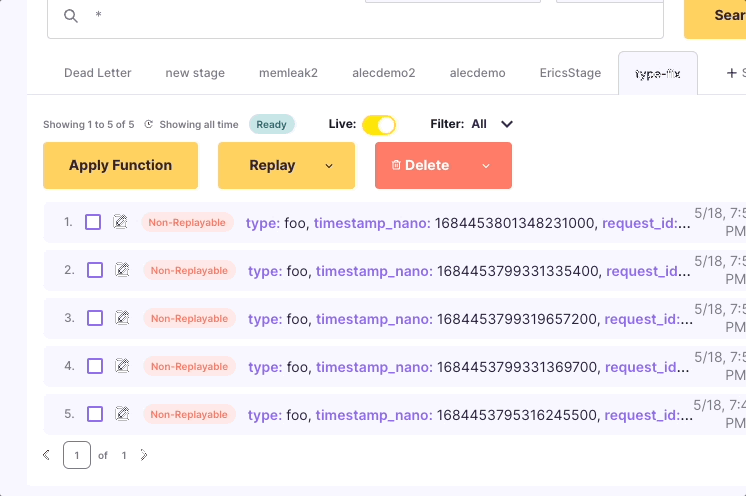 *
Sear
Dead Letter new stage memleak2 alecdemo2 alecdemo EricsStage type-fix + S
Showing 1 to 5 of 5 Showing all time Ready Live: Filter: All
Apply Function Replay Delete
1. Non-Replayable type: foo, timestamp_nano: 1684453801348231000, request_id:... 5/18, 7:5
PM
2. Non-Replayable type: foo, timestamp_nano: 1684453799331335400, request_id:... 5/18, 7:5
PM
3. Non-Replayable type: foo, timestamp_nano: 1684453799319657200, request_id:... 5/18, 7:5
PM
4. Non-Replayable type: foo, timestamp_nano: 1684453799331369700, request_id:... 5/18, 7:5
PM
5. Non-Replayable type: foo, timestamp_nano: 1684453795316245500, request_id:... 5/18, 7:4
PM
< 1 of 1 >